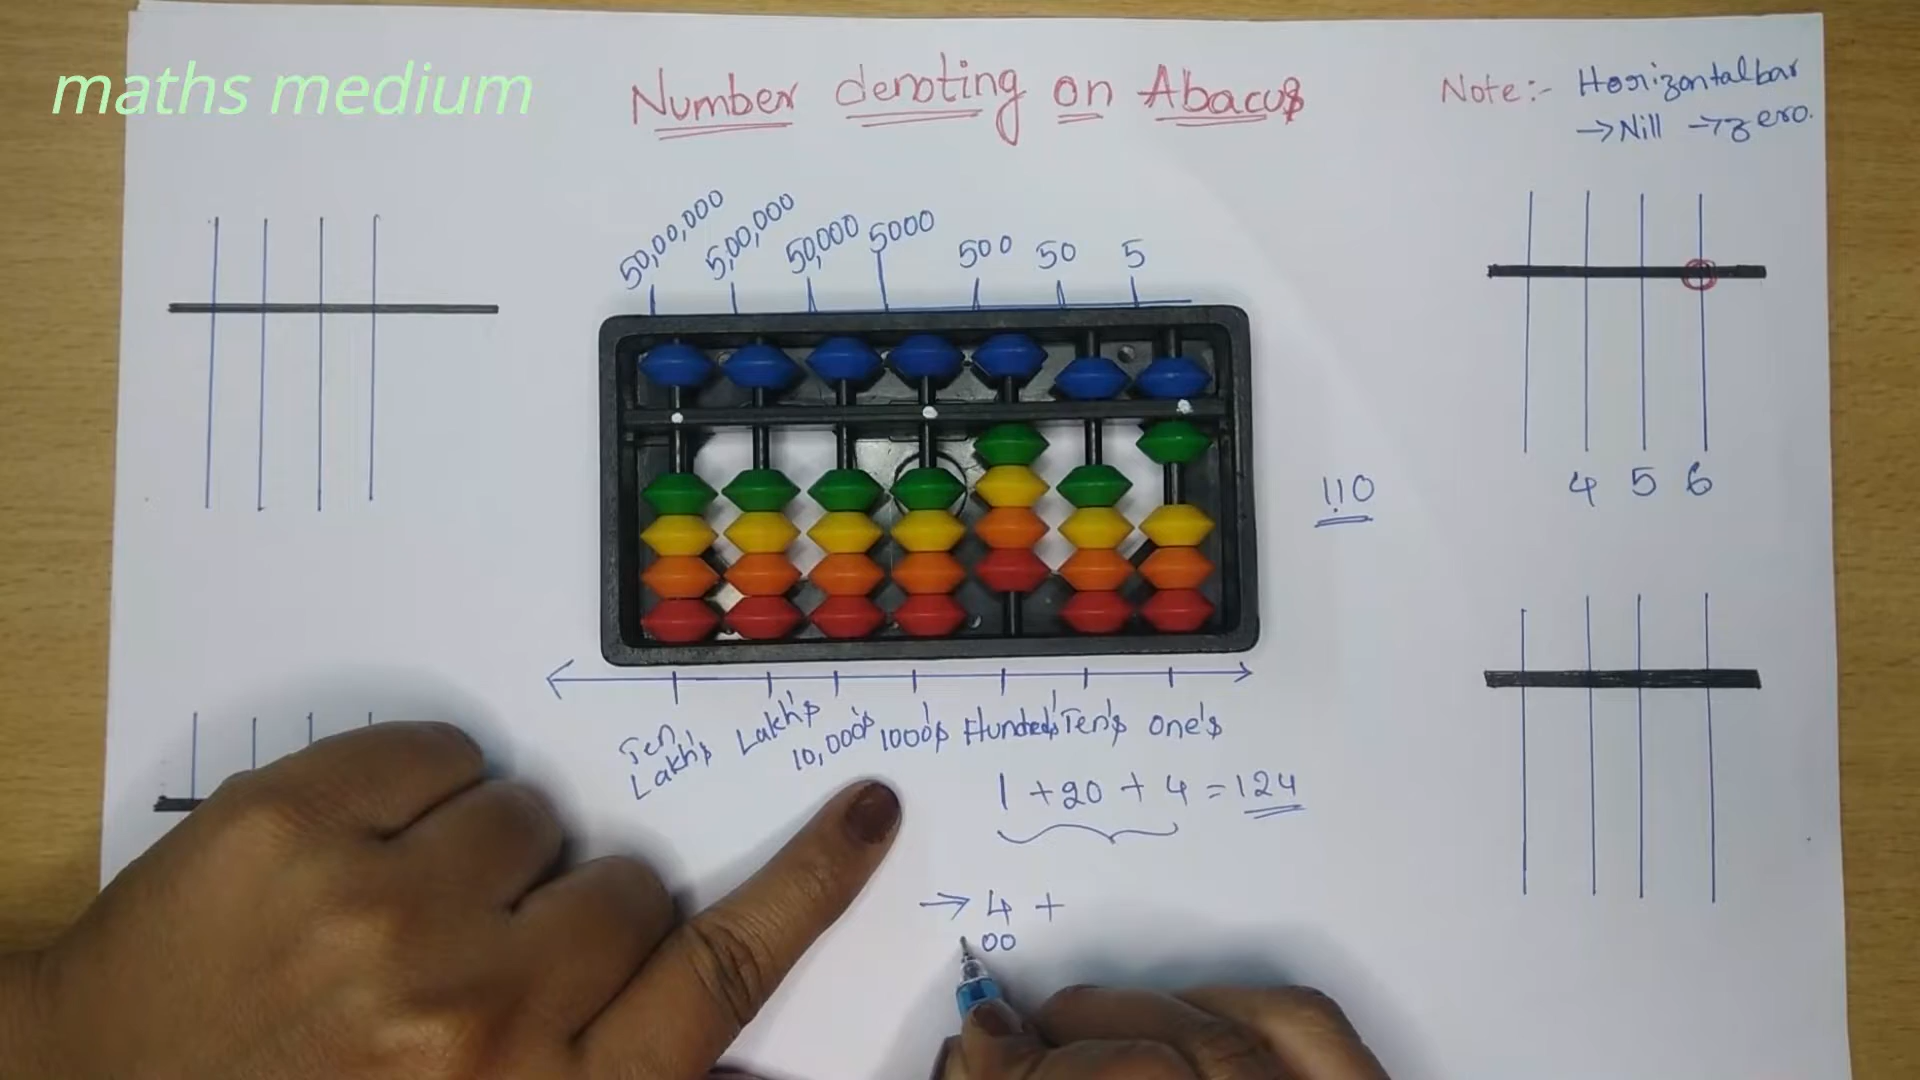 maths medium
Number denoting on Abacus
Note:- Horizontal bar
→Nill →zero.
50,00,000 5,00,000 50,000 5000 500 50 5
110
4 5 6
Ten Lakh's Lakh's 10,000's 1000's Hunded's Ten's one's
1 + 20 + 4 = 124
→ 4 +
00